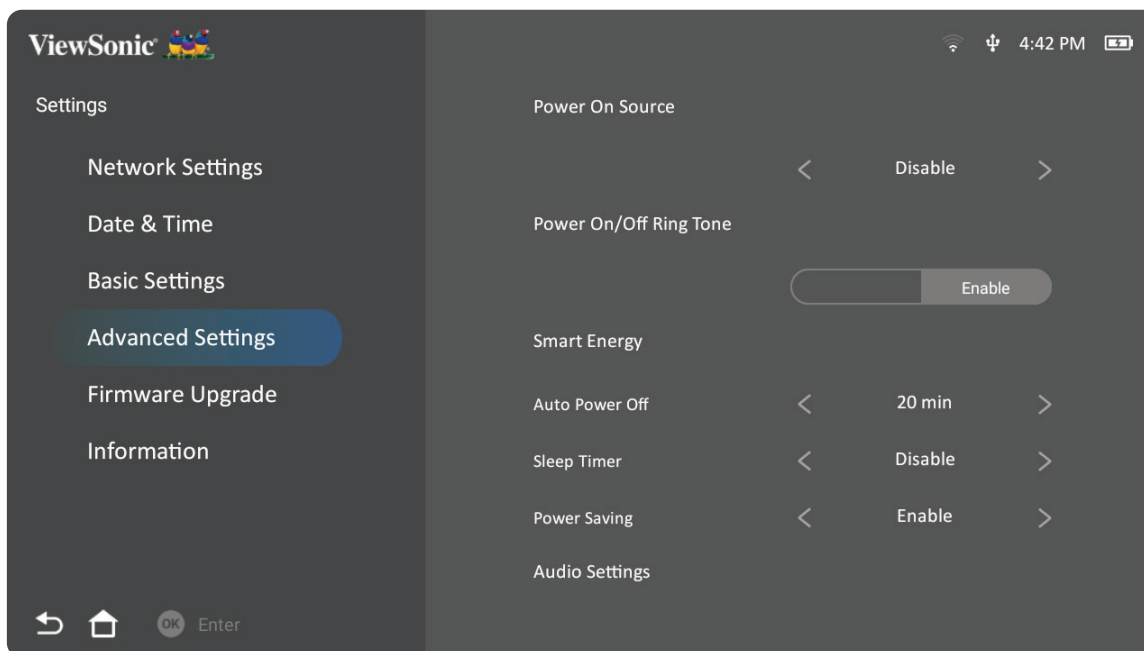 ViewSonic
4:42 PM
Settings
Network Settings
Date & Time
Basic Settings
Advanced Settings
Firmware Upgrade
Information
OK Enter
Power On Source
Disable
Power On/Off Ring Tone
Enable
Smart Energy
Auto Power Off 20 min
Sleep Timer Disable
Power Saving Enable
Audio Settings